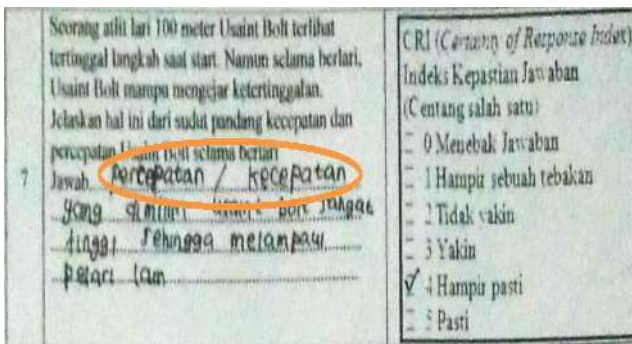 Seorang atlit lari 100 meter Usaint Bolt terlihat
tertinggal langkah saat start. Namun selama berlari,
Usaint Bolt mampu mengejar ketertinggalan.
Jelaskan hal ini dari sudut pandang kecepatan dan
percepatan Usaint Bolt selama berlari
7 Jawab. percepatan / kecepatan
yang dimiliki usaint bolt sangat
tinggi sehingga melampaui
pelari lain
CRI (Certainty of Response Index)
Indeks Kepastian Jawaban
(Centang salah satu)
0 Menebak Jawaban
1 Hampir sebuah tebakan
2 Tidak yakin
3 Yakin
✓ 4 Hampir pasti
5 Pasti